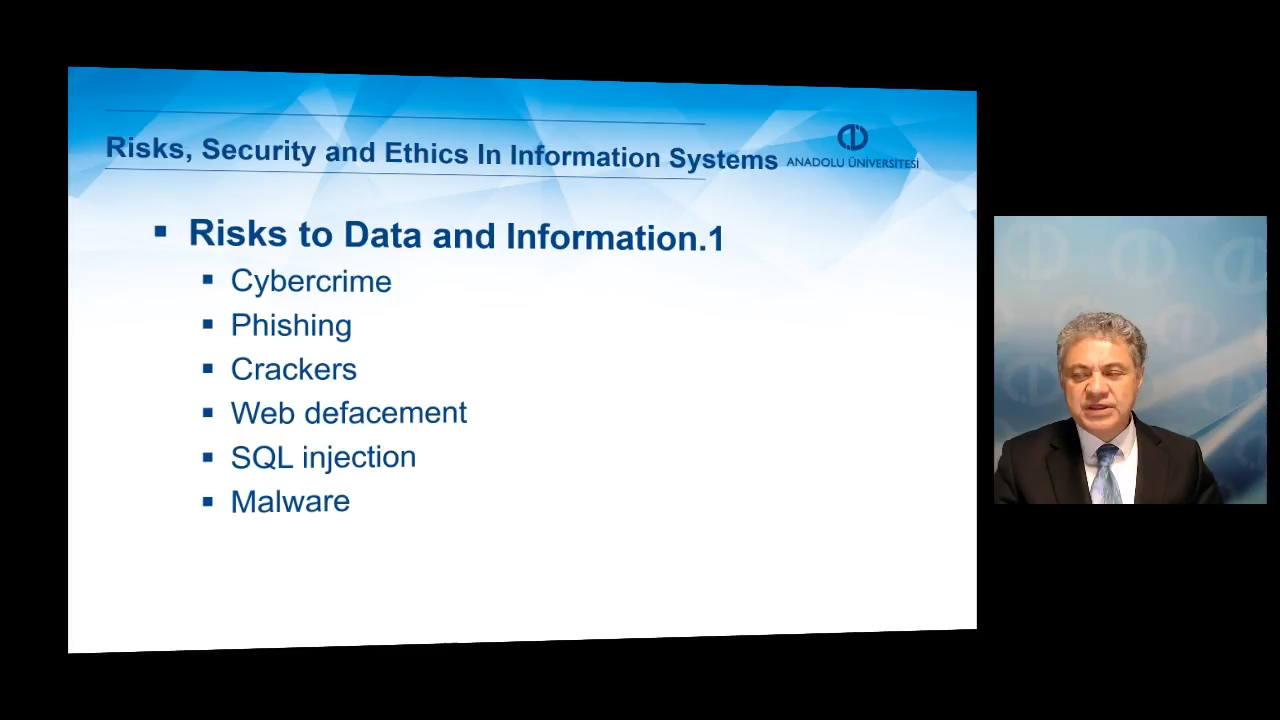 Risks, Security and Ethics In Information Systems
ANADOLU ÜNİVERSİTESİ
▪ Risks to Data and Information.1
▪ Cybercrime
▪ Phishing
▪ Crackers
▪ Web defacement
▪ SQL injection
▪ Malware